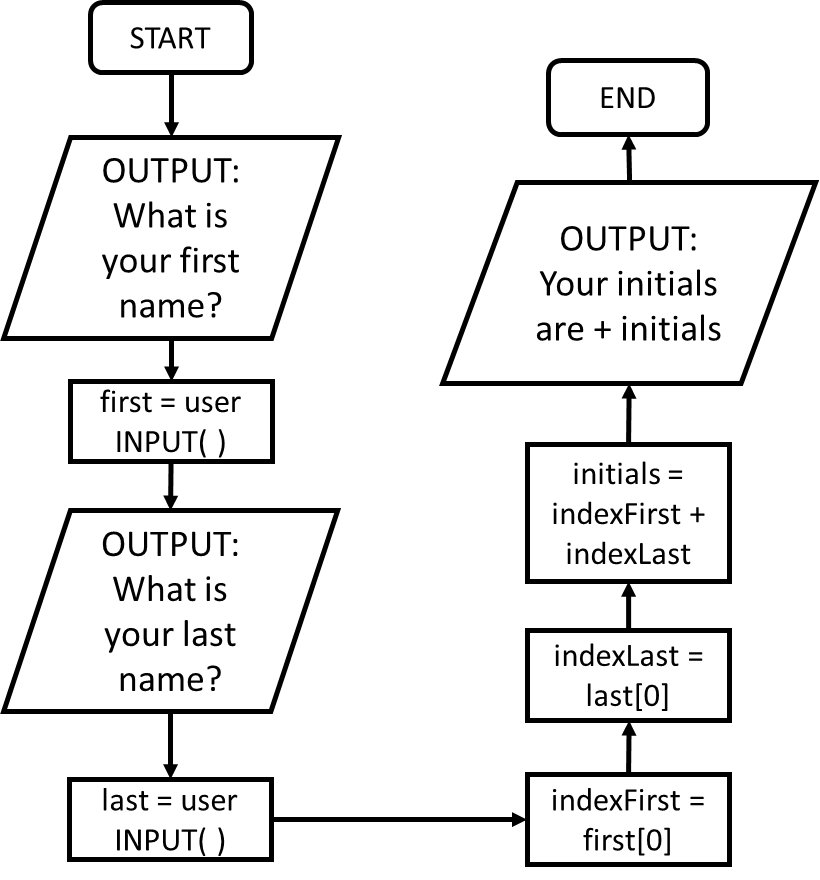 START
OUTPUT:
What is
your first
name?
first = user
INPUT( )
OUTPUT:
What is
your last
name?
last = user
INPUT( )
indexFirst =
first[0]
indexLast =
last[0]
initials =
indexFirst +
indexLast
OUTPUT:
Your initials
are + initials
END